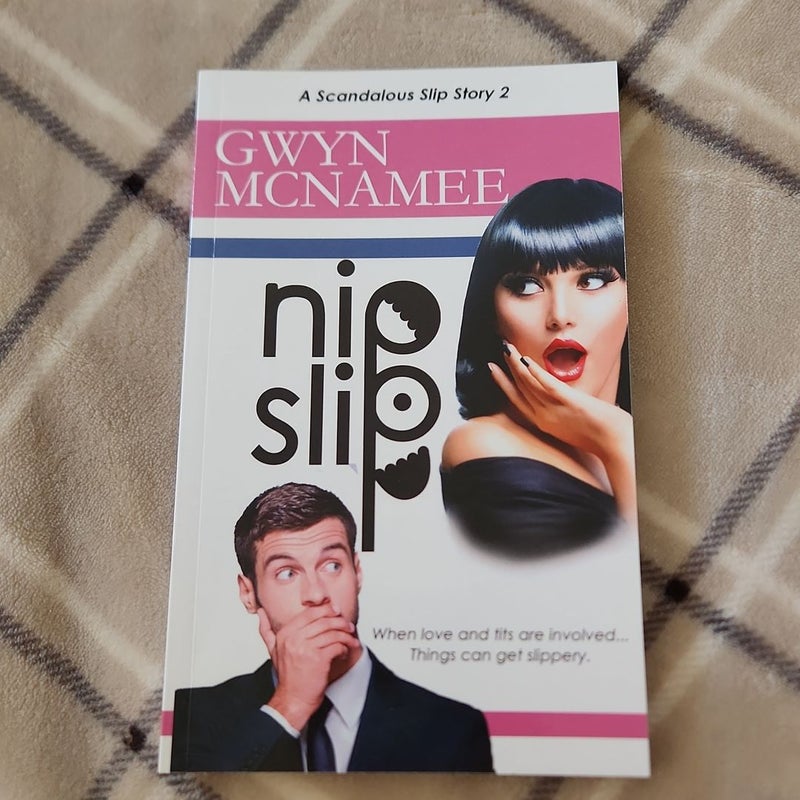 A Scandalous Slip Story 2
GWYN
MCNAMEE
nip
slip
When love and tits are involved...
Things can get slippery.